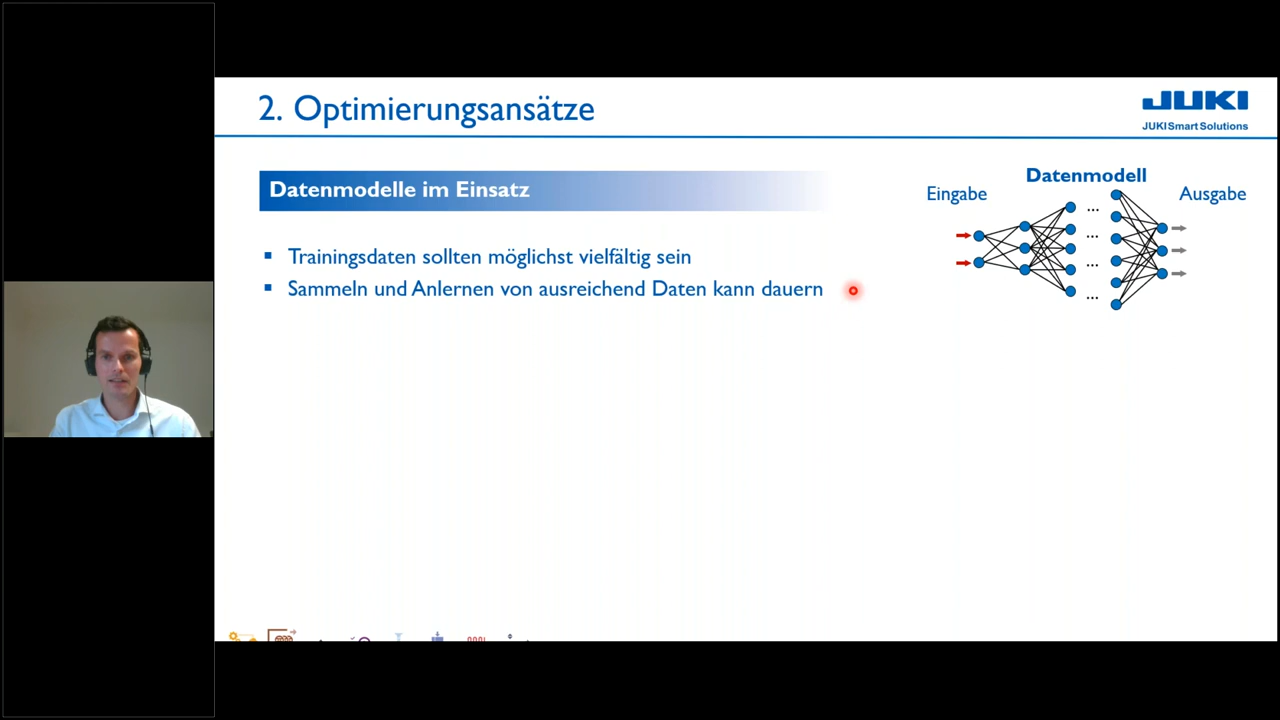 2. Optimierungsansätze
JUKI
JUKI Smart Solutions
Datenmodelle im Einsatz
Datenmodell
Eingabe
Ausgabe
...
...
...
...
▪ Trainingsdaten sollten möglichst vielfältig sein
▪ Sammeln und Anlernen von ausreichend Daten kann dauern